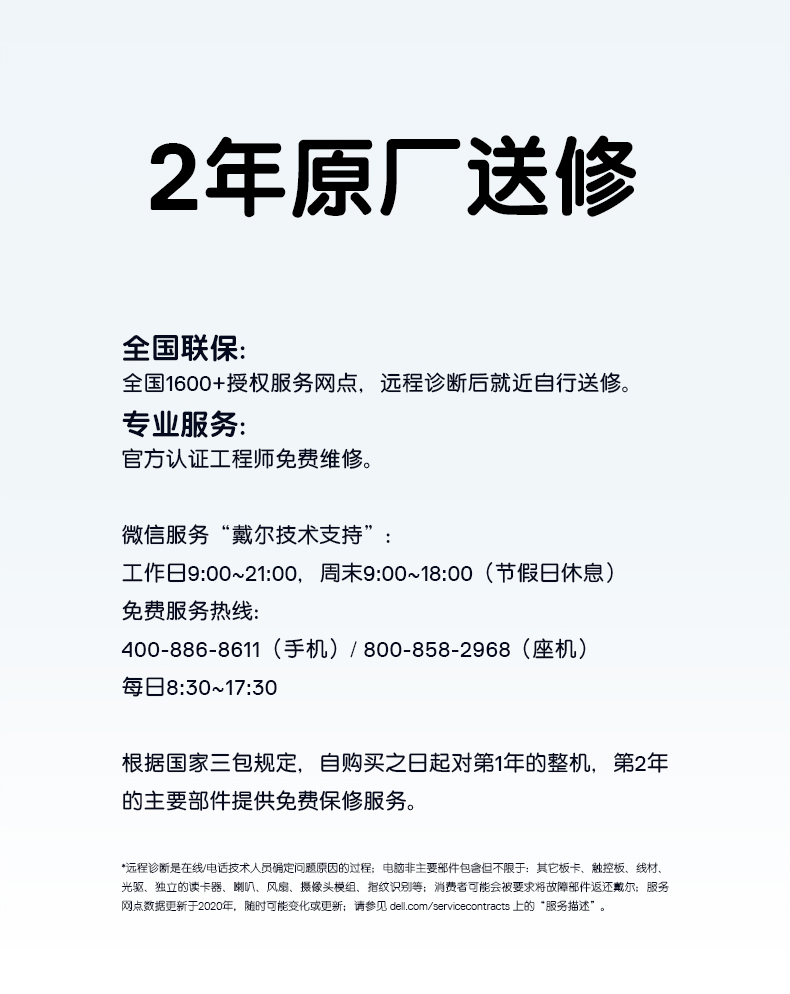 2年原厂送修
全国联保:
全国1600+授权服务网点，远程诊断后就近自行送修。
专业服务:
官方认证工程师免费维修。
微信服务“戴尔技术支持”：
工作日9:00~21:00，周末9:00~18:00（节假日休息）
免费服务热线:
400-886-8611（手机）/ 800-858-2968（座机）
每日8:30~17:30
根据国家三包规定，自购买之日起对第1年的整机，第2年
的主要部件提供免费保修服务。
*远程诊断是在线/电话技术人员确定问题原因的过程；电脑非主要部件包含但不限于：其它板卡、触控板、线材、
光驱、独立的读卡器、喇叭、风扇、摄像头模组、指纹识别等；消费者可能会被要求将故障部件返还戴尔；服务
网点数据更新于2020年，随时可能变化或更新；请参见 dell.com/servicecontracts 上的“服务描述”。